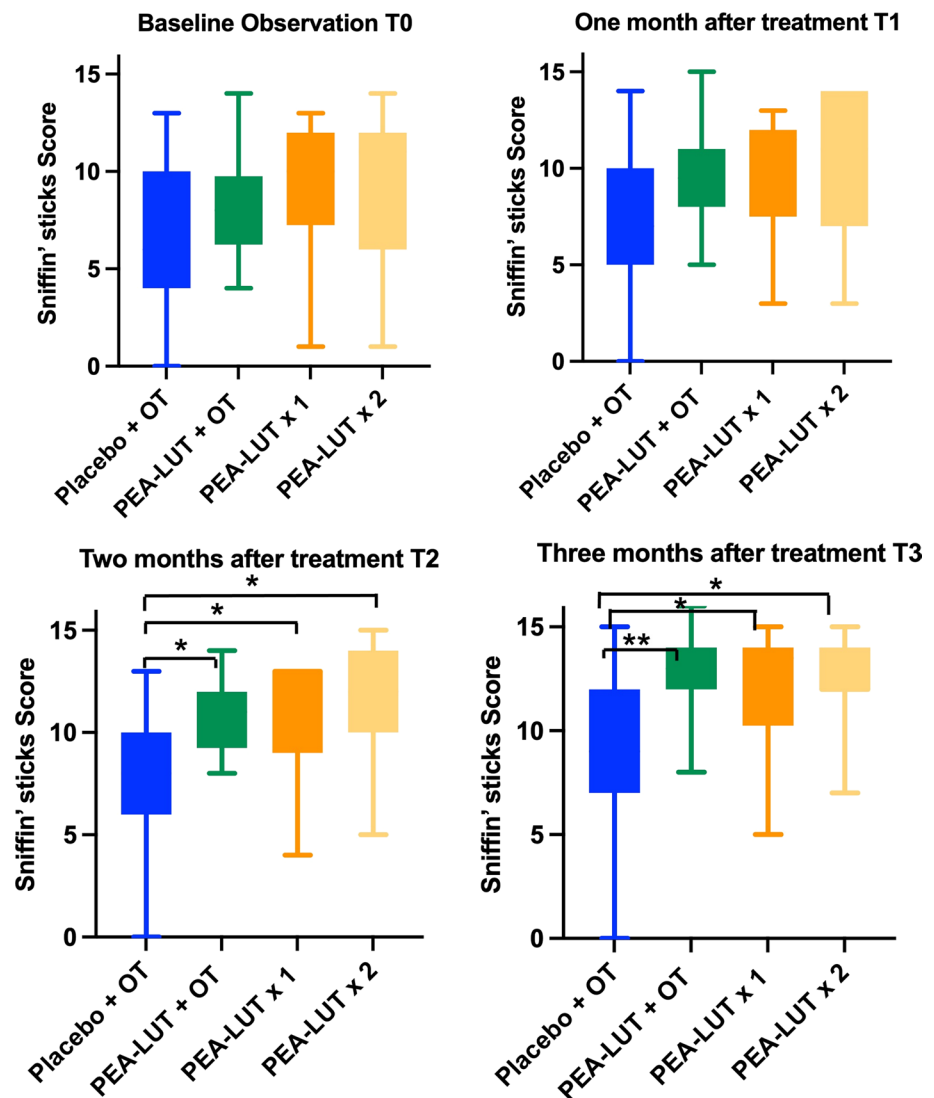 Baseline Observation T0
Sniffin' sticks Score
15
10
5
0
Placebo + OT
PEA-LUT + OT
PEA-LUT x 1
PEA-LUT x 2
One month after treatment T1
Sniffin' sticks Score
15
10
5
0
Placebo + OT
PEA-LUT + OT
PEA-LUT x 1
PEA-LUT x 2
Two months after treatment T2
Sniffin' sticks Score
15
10
5
0
*
*
*
Placebo + OT
PEA-LUT + OT
PEA-LUT x 1
PEA-LUT x 2
Three months after treatment T3
Sniffin' sticks Score
15
10
5
0
*
*
**
Placebo + OT
PEA-LUT + OT
PEA-LUT x 1
PEA-LUT x 2